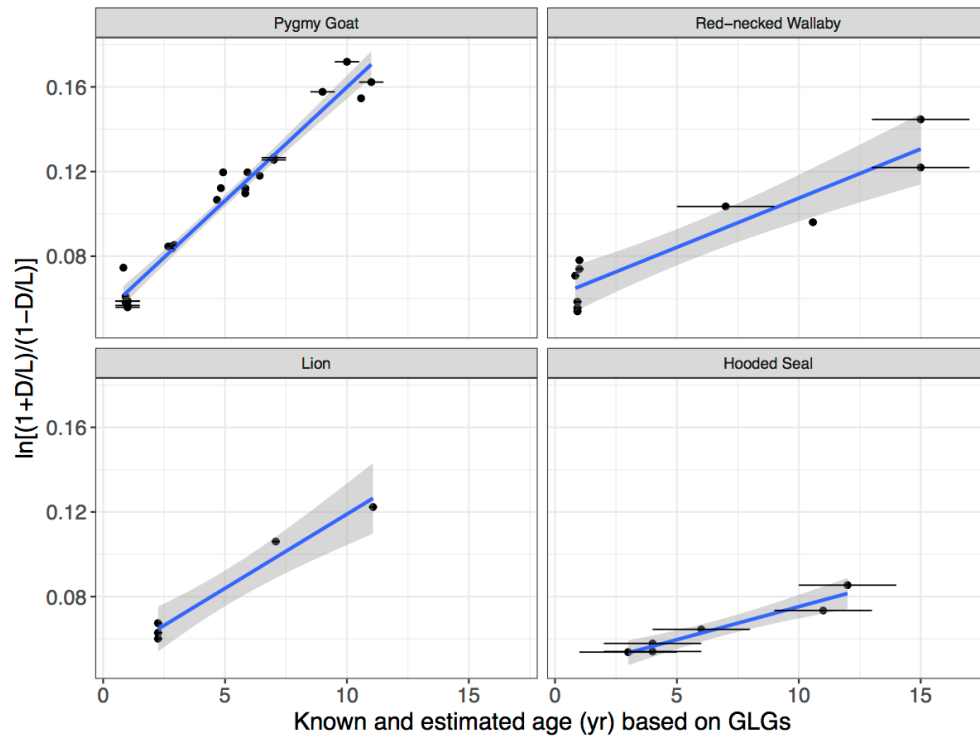 Pygmy Goat
Red−necked Wallaby
0.16
0.12
0.08
Lion
Hooded Seal
0.16
0.12
0.08
0 5 10 15
0 5 10 15
ln[(1+D/L)/(1−D/L)]
Known and estimated age (yr) based on GLGs